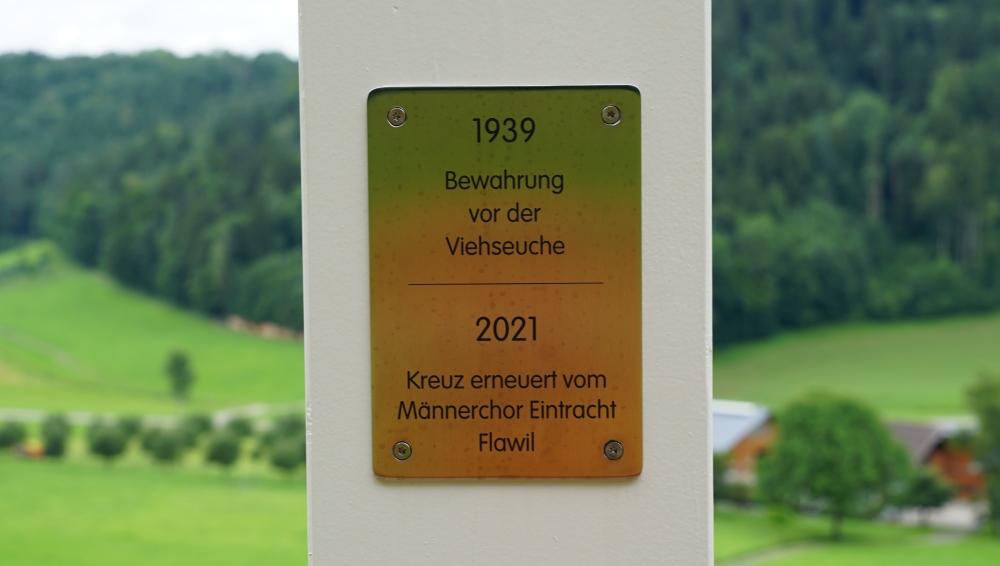 1939
Bewahrung
vor der
Viehseuche
2021
Kreuz erneuert vom
Männerchor Eintracht
Flawil